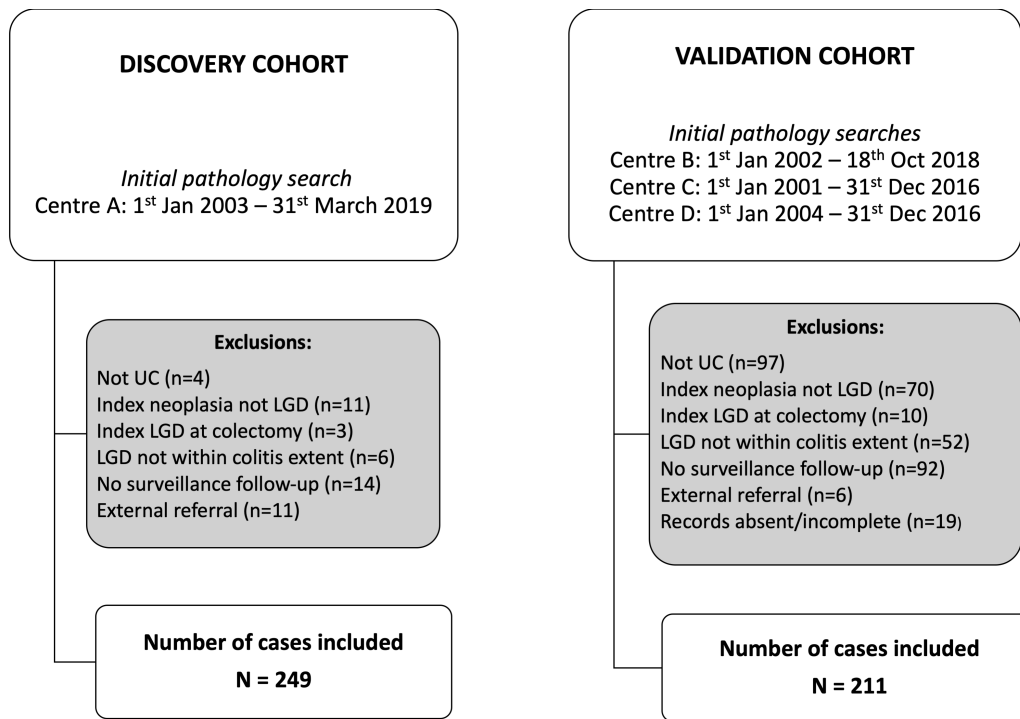 DISCOVERY COHORT
Initial pathology search
Centre A: 1st Jan 2003 – 31st March 2019
Exclusions:
Not UC (n=4)
Index neoplasia not LGD (n=11)
Index LGD at colectomy (n=3)
LGD not within colitis extent (n=6)
No surveillance follow-up (n=14)
External referral (n=11)
Number of cases included
N = 249
VALIDATION COHORT
Initial pathology searches
Centre B: 1st Jan 2002 – 18th Oct 2018
Centre C: 1st Jan 2001 – 31st Dec 2016
Centre D: 1st Jan 2004 – 31st Dec 2016
Exclusions:
Not UC (n=97)
Index neoplasia not LGD (n=70)
Index LGD at colectomy (n=10)
LGD not within colitis extent (n=52)
No surveillance follow-up (n=92)
External referral (n=6)
Records absent/incomplete (n=19)
Number of cases included
N = 211